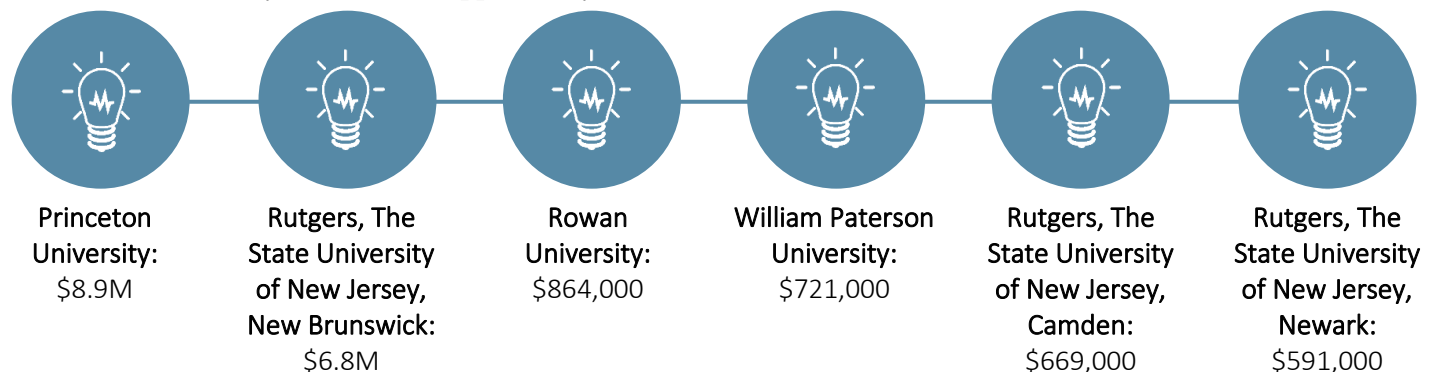 Princeton
University:
$8.9M
Rutgers, The
State University
of New Jersey,
New Brunswick:
$6.8M
Rowan
University:
$864,000
William Paterson
University:
$721,000
Rutgers, The
State University
of New Jersey,
Camden:
$669,000
Rutgers, The
State University
of New Jersey,
Newark:
$591,000